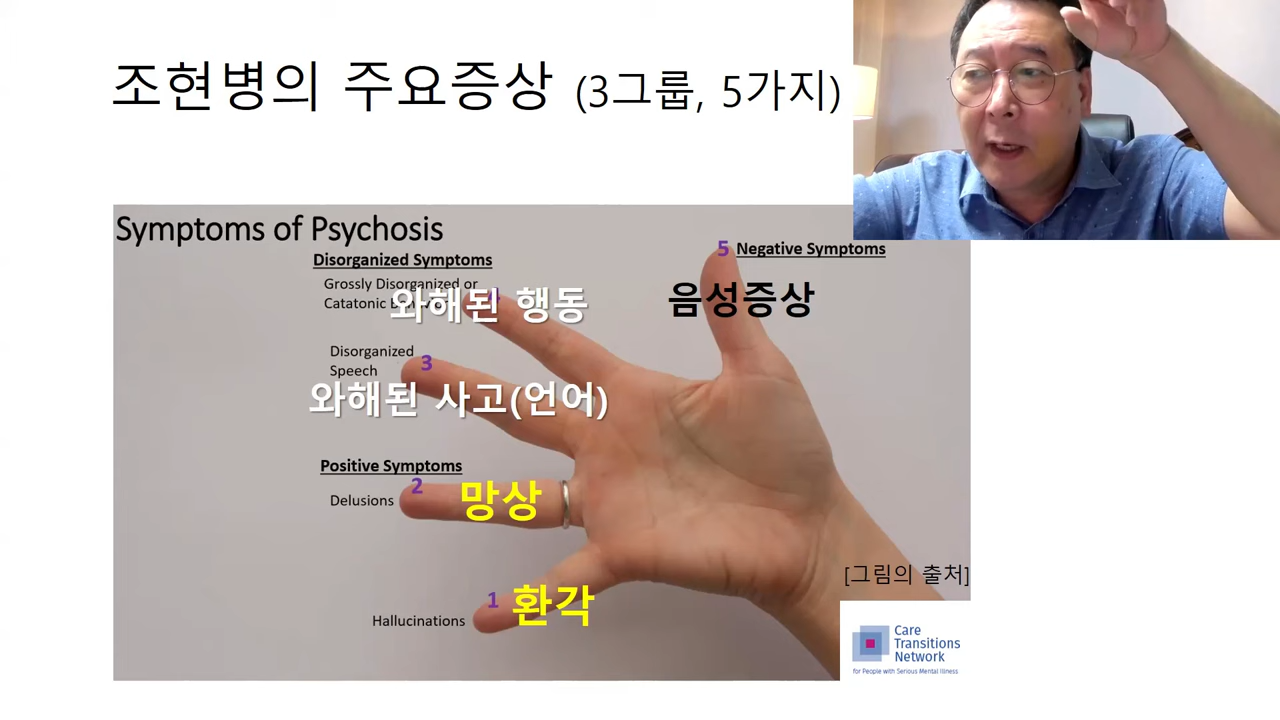 조현병의 주요증상 (3그룹, 5가지)
Symptoms of Psychosis
Disorganized Symptoms
Grossly Disorganized or
Catatonic
와해된 행동
5 Negative Symptoms
음성증상
Disorganized
Speech
3
와해된 사고(언어)
Positive Symptoms
2
Delusions
망상
1
환각
Hallucinations
[그림의 출처]
Care
Transitions
Network
for People with Serious Mental Illness